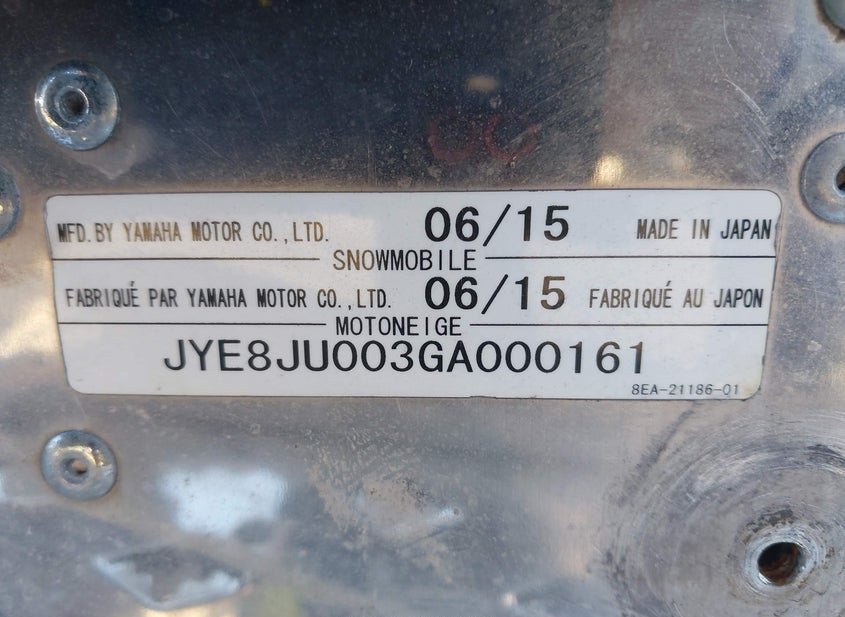 MFD. BY YAMAHA MOTOR CO., LTD. 06/15 MADE IN JAPAN
SNOWMOBILE
FABRIQUÉ PAR YAMAHA MOTOR CO., LTD. 06/15 FABRIQUÉ AU JAPON
MOTONEIGE
JYE8JU003GA000161
8EA-21186-01